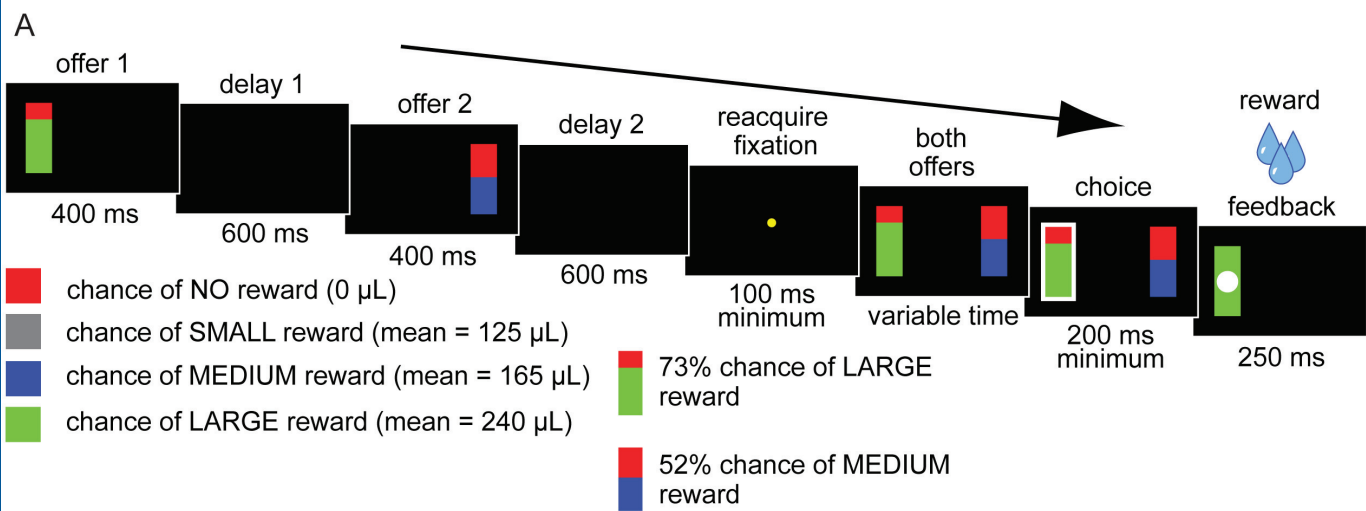 A
offer 1
400 ms
delay 1
600 ms
offer 2
400 ms
delay 2
600 ms
reacquire
fixation
100 ms
minimum
both
offers
variable time
choice
200 ms
minimum
reward
feedback
250 ms
chance of NO reward (0 µL)
chance of SMALL reward (mean = 125 µL)
chance of MEDIUM reward (mean = 165 µL)
chance of LARGE reward (mean = 240 µL)
73% chance of LARGE
reward
52% chance of MEDIUM
reward